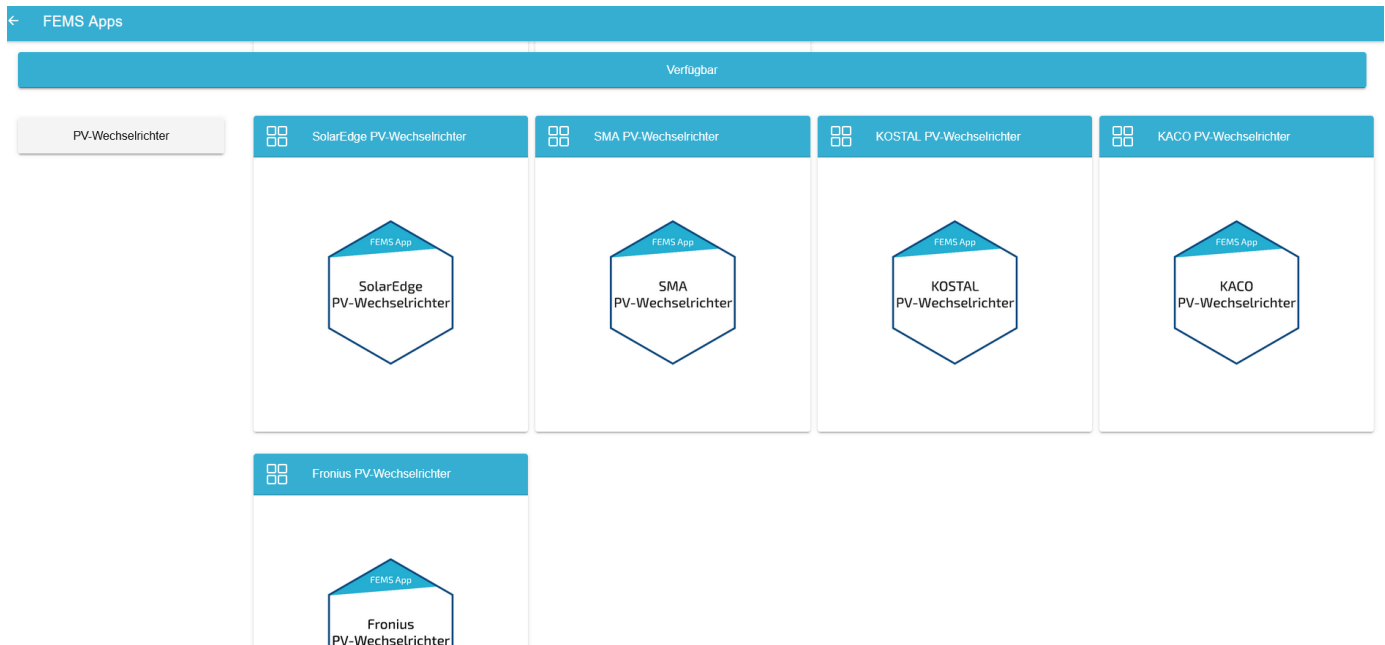 FEMS Apps
Verfügbar
PV-Wechselrichter
SolarEdge PV-Wechselrichter
SMA PV-Wechselrichter
KOSTAL PV-Wechselrichter
KACO PV-Wechselrichter
FEMS App
SolarEdge
PV-Wechselrichter
FEMS App
SMA
PV-Wechselrichter
FEMS App
KOSTAL
PV-Wechselrichter
FEMS App
KACO
PV-Wechselrichter
Fronius PV-Wechselrichter
FEMS App
Fronius
PV-Wechselrichter